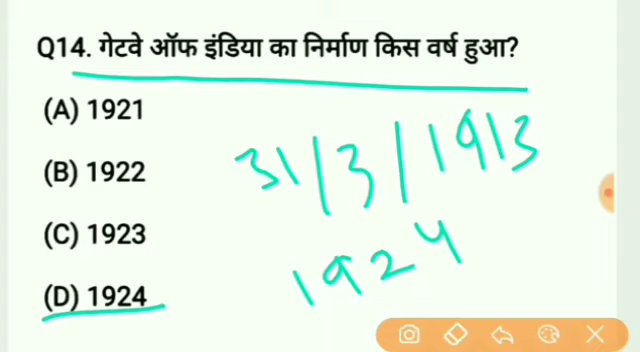 Q14. गेटवे ऑफ इंडिया का निर्माण किस वर्ष हुआ?
(A) 1921
(B) 1922
(C) 1923
(D) 1924
31/3/1913
1924